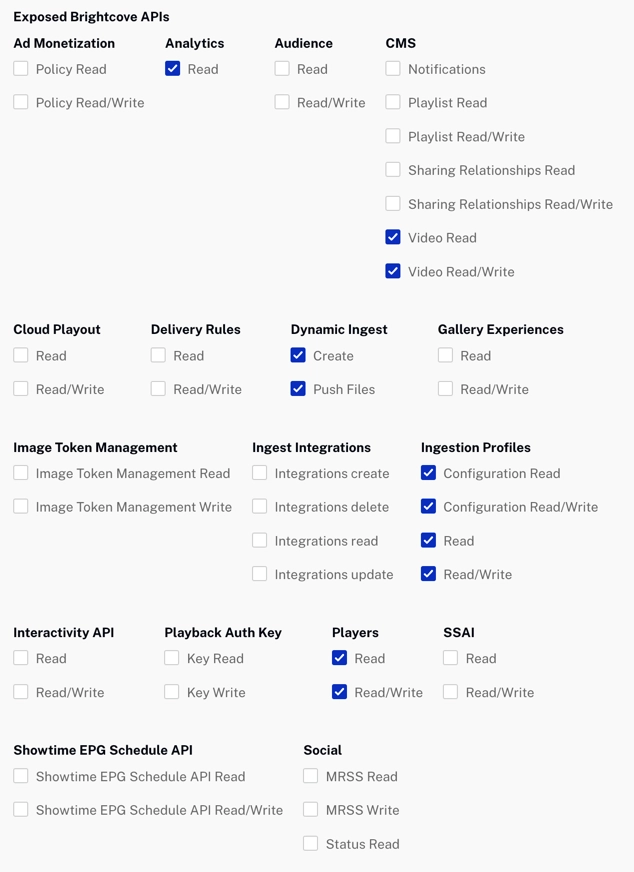 Exposed Brightcove APIs
Ad Monetization
Policy Read
Policy Read/Write
Analytics
Read
Audience
Read
Read/Write
CMS
Notifications
Playlist Read
Playlist Read/Write
Sharing Relationships Read
Sharing Relationships Read/Write
Video Read
Video Read/Write
Cloud Playout
Read
Read/Write
Delivery Rules
Read
Read/Write
Dynamic Ingest
Create
Push Files
Gallery Experiences
Read
Read/Write
Image Token Management
Image Token Management Read
Image Token Management Write
Ingest Integrations
Integrations create
Integrations delete
Integrations read
Integrations update
Ingestion Profiles
Configuration Read
Configuration Read/Write
Read
Read/Write
Interactivity API
Read
Read/Write
Playback Auth Key
Key Read
Key Write
Players
Read
Read/Write
SSAI
Read
Read/Write
Showtime EPG Schedule API
Showtime EPG Schedule API Read
Showtime EPG Schedule API Read/Write
Social
MRSS Read
MRSS Write
Status Read